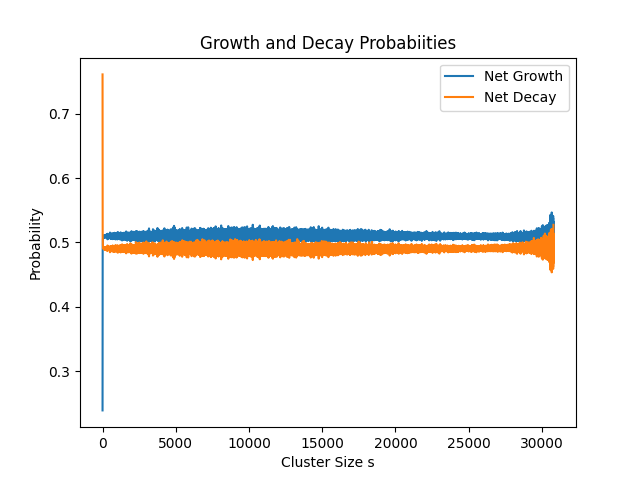 Growth and Decay Probabiities
Net Growth
Net Decay
0.7
0.6
0.5
0.4
0.3
Probability
0 5000 10000 15000 20000 25000 30000
Cluster Size s